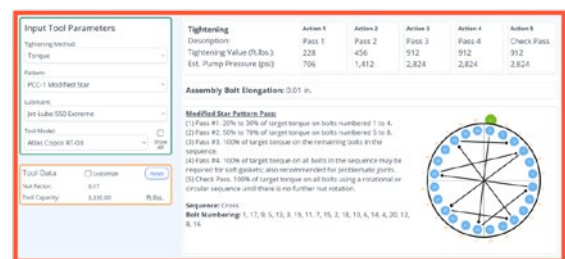 Input Tool Parameters
Tightening Method:
Torque
Pattern:
PCC-1 Modified Star
Lubricant:
Jet-Lube SSO Extreme
Tool Model:
Atlas Copco RT-03
Show All
Tool Data
Customize
Reset
Nut Factor:
Tool Capacity:
ft.lbs.
Tightening Action 1 Action 2 Action 3 Action 4 Action 5
Description: Pass 1 Pass 2 Pass 3 Pass 4 Check Pass
Tightening Value (ft.lbs.): 228 456 912 912 912
Est. Pump Pressure (psi): 706 1,412 2,824 2,824 2,824
Assembly Bolt Elongation: 0.01 in.
Modified Star Pattern Pass:
(1) Pass #1. 20% to 30% of target torque on bolts numbered 1 to 4.
(2) Pass #2. 50% to 70% of target torque on bolts numbered 5 to 8.
(3) Pass #3. 100% of target torque on the remaining bolts in the
sequence.
(4) Pass #4. 100% of target torque on all bolts in the sequence may be
required for soft gaskets; also recommended for problematic joints.
(5) Check Pass. 100% of target torque on all bolts using a rotational or
circular sequence until there is no further nut rotation.
Sequence: Cross
Bolt Numbering: 1, 17, 9, 5, 13, 3, 19, 11, 7, 15, 2, 18, 10, 6, 14, 4, 20, 12,
8, 16